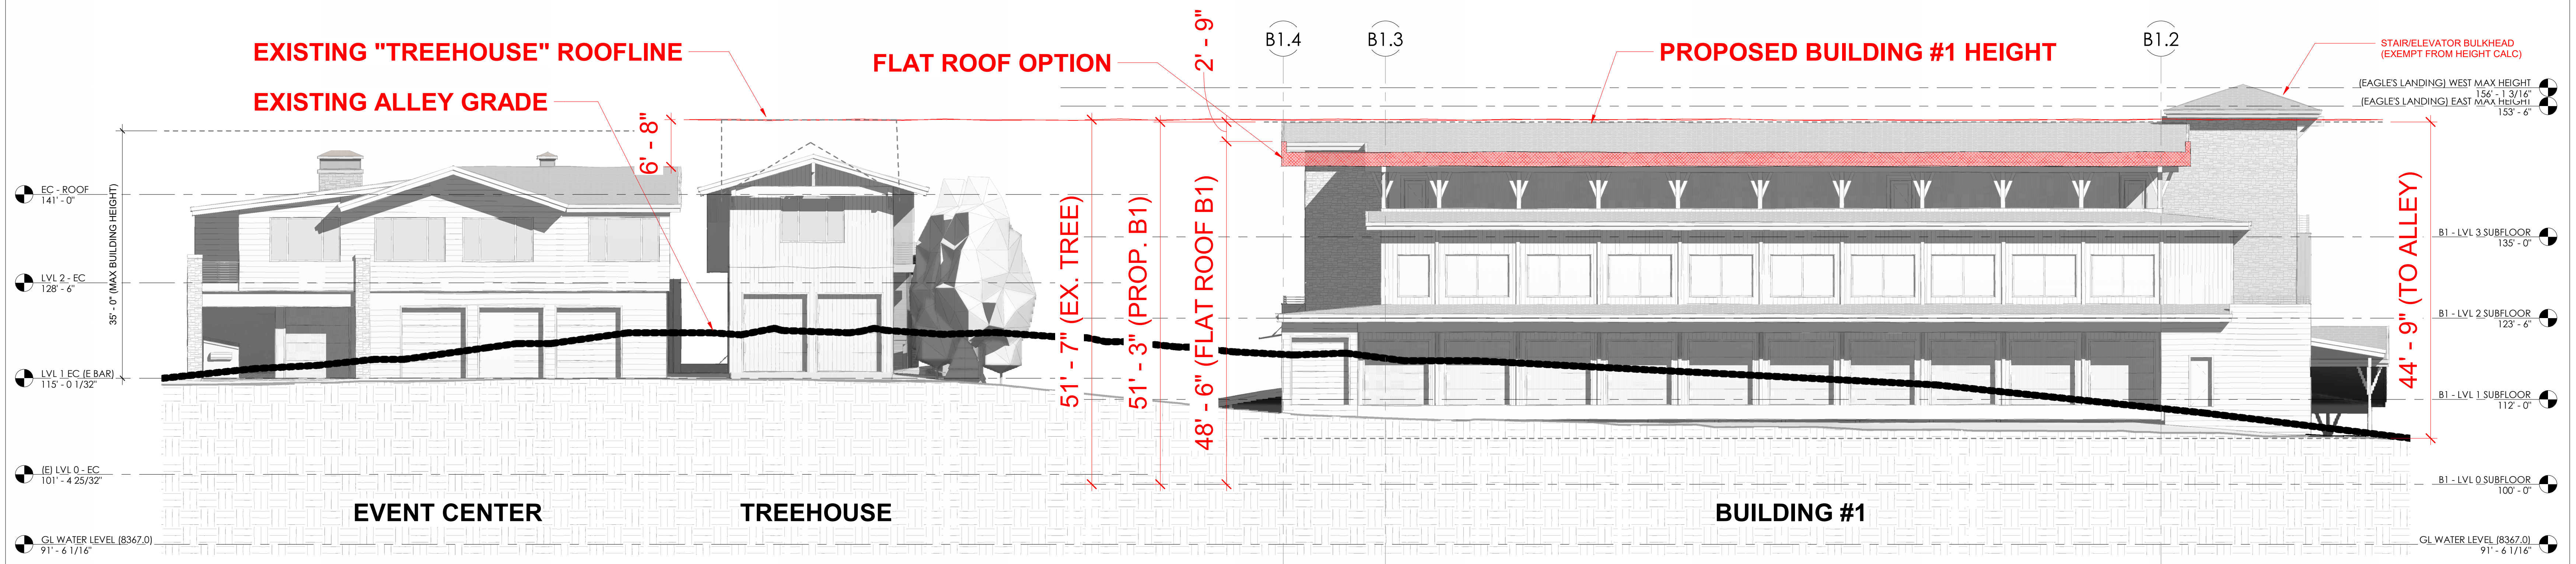 EXISTING "TREEHOUSE" ROOFLINE
EXISTING ALLEY GRADE
FLAT ROOF OPTION
2' - 9"
B1.4
B1.3
PROPOSED BUILDING #1 HEIGHT
B1.2
STAIR/ELEVATOR BULKHEAD
(EXEMPT FROM HEIGHT CALC)
(EAGLE'S LANDING) WEST MAX HEIGHT
156' - 1 3/16"
(EAGLE'S LANDING) EAST MAX HEIGHT
153' - 6"
6' - 8"
EC - ROOF
141' - 0"
35' - 0" (MAX BUILDING HEIGHT)
LVL 2 - EC
128' - 6"
LVL 1 EC (E BAR)
115' - 0 1/32"
(E) LVL 0 - EC
101' - 4 25/32"
GL WATER LEVEL (8367.0)
91' - 6 1/16"
51' - 7" (EX. TREE)
51' - 3" (PROP. B1)
48' - 6" (FLAT ROOF B1)
44' - 9" (TO ALLEY)
B1 - LVL 3 SUBFLOOR
135' - 0"
B1 - LVL 2 SUBFLOOR
123' - 6"
B1 - LVL 1 SUBFLOOR
112' - 0"
B1 - LVL 0 SUBFLOOR
100' - 0"
GL WATER LEVEL (8367.0)
91' - 6 1/16"
EVENT CENTER
TREEHOUSE
BUILDING #1